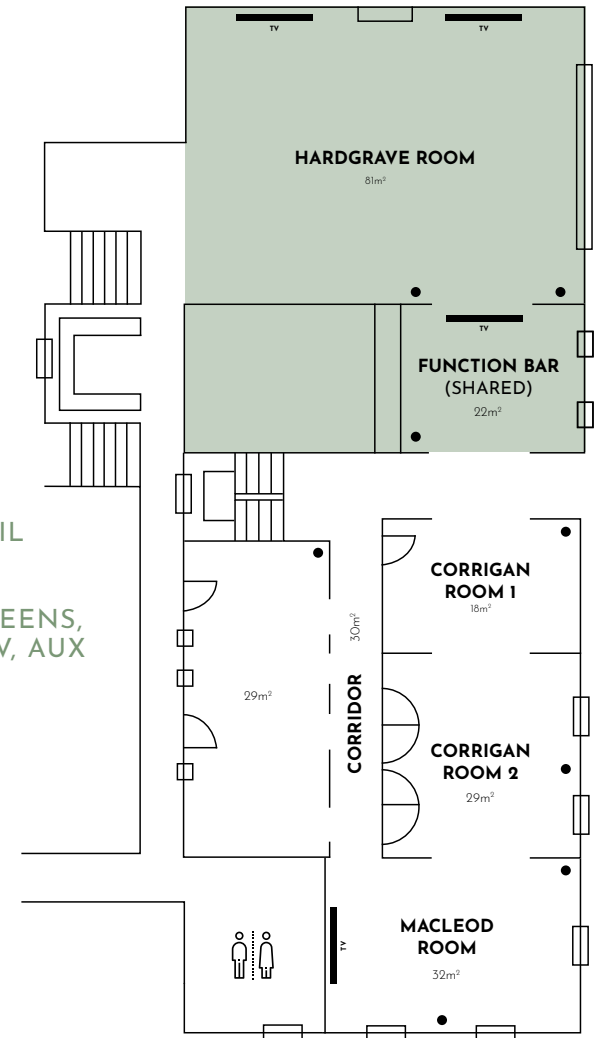 TV
TV
HARDGRAVE ROOM
81m²
TV
FUNCTION BAR
(SHARED)
22m²
IL
EENS,
AUX
CORRIGAN
ROOM 1
18m²
30m²
CORRIDOR
29m²
CORRIGAN
ROOM 2
29m²
MACLEOD
ROOM
32m²
TV